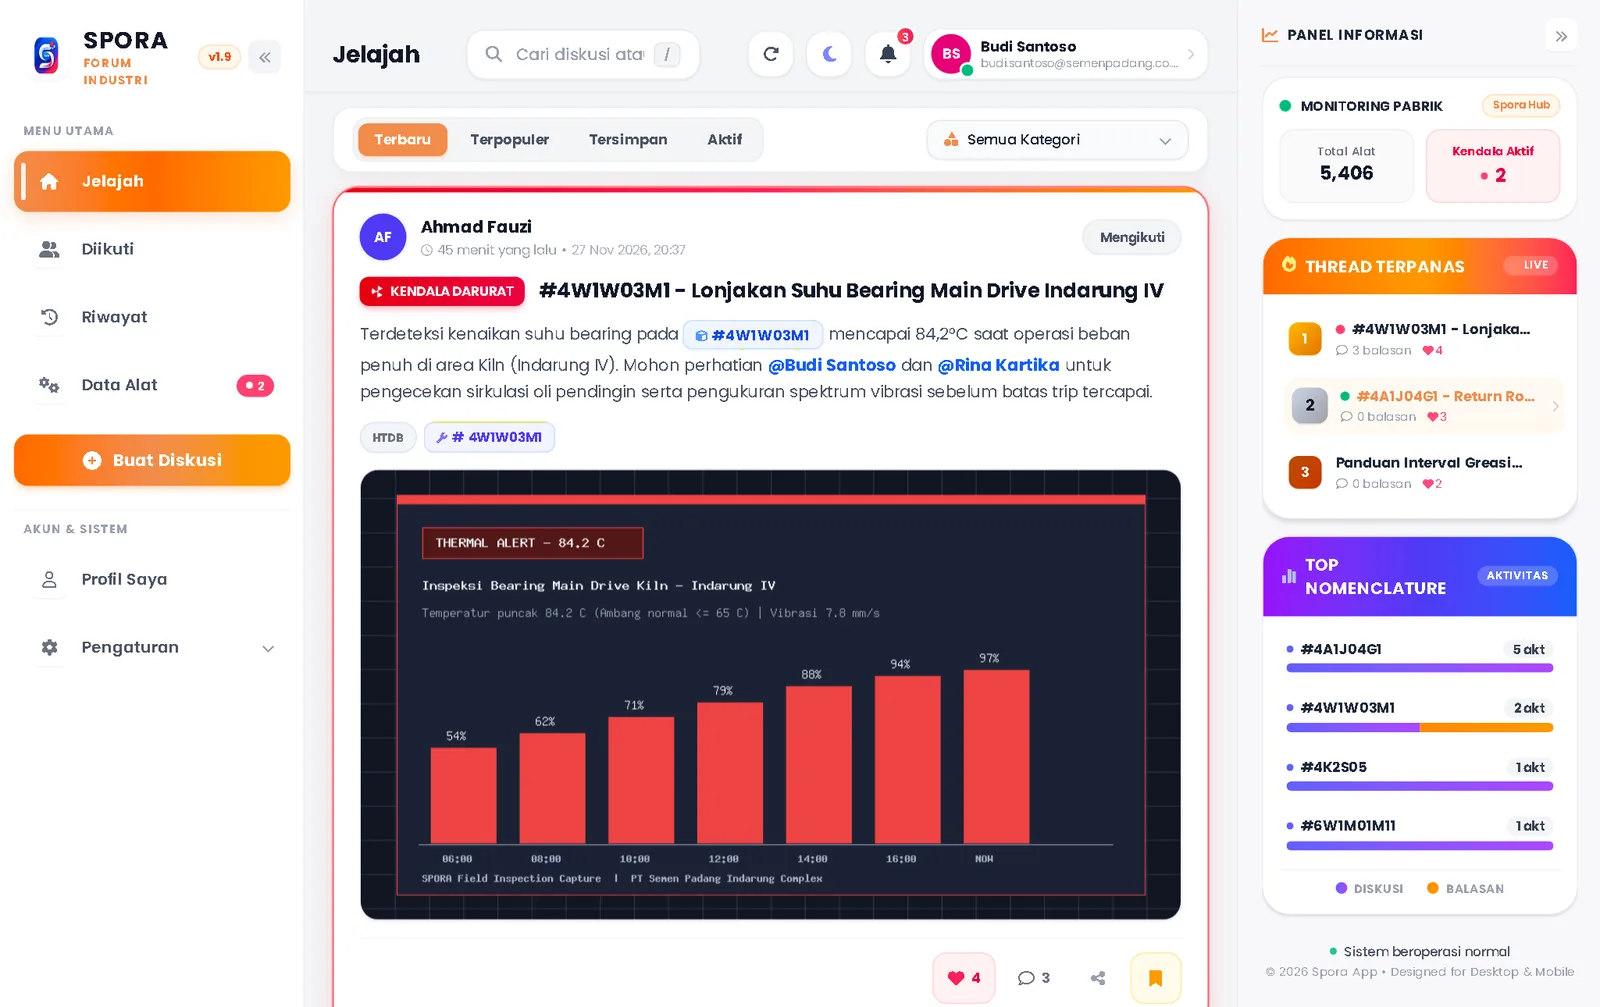 SPORA
FORUM
INDUSTRI
v1.9
MENU UTAMA
Jelajah
Diikuti
Riwayat
Data Alat
2
Buat Diskusi
AKUN & SISTEM
Profil Saya
Pengaturan
Jelajah
Cari diskusi ata
/
3
BS
Budi Santoso
budi.santoso@semenpadang.co...
Terbaru
Terpopuler
Tersimpan
Aktif
Semua Kategori
AF
Ahmad Fauzi
45 menit yang lalu • 27 Nov 2026, 20:37
Mengikuti
KENDALA DARURAT
#4W1W03M1 - Lonjakan Suhu Bearing Main Drive Indarung IV
Terdeteksi kenaikan suhu bearing pada #4W1W03M1 mencapai 84,2°C saat operasi beban
penuh di area Kiln (Indarung IV). Mohon perhatian @Budi Santoso dan @Rina Kartika untuk
pengecekan sirkulasi oli pendingin serta pengukuran spektrum vibrasi sebelum batas trip tercapai.
HTDB
# 4W1W03M1
THERMAL ALERT - 84.2 C
Inspeksi Bearing Main Drive Kiln - Indarung IV
Temperatur puncak 84.2 C (Ambang normal <= 65 C) | Vibrasi 7.8 mm/s
54%
62%
71%
79%
88%
94%
97%
06:00
08:00
10:00
12:00
14:00
16:00
NOW
SPORA Field Inspection Capture | PT Semen Padang Indarung Complex
4
3
PANEL INFORMASI
MONITORING PABRIK
Spora Hub
Total Alat
5,406
Kendala Aktif
2
THREAD TERPANAS
LIVE
1
#4W1W03M1 - Lonjaka...
3 balasan
4
2
#4A1J04G1 - Return Ro...
0 balasan
3
3
Panduan Interval Greasi...
0 balasan
2
TOP
NOMENCLATURE
AKTIVITAS
#4A1J04G1
5 akt
#4W1W03M1
2 akt
#4K2S05
1 akt
#6W1M01M11
1 akt
DISKUSI
BALASAN
Sistem beroperasi normal
© 2026 Spora App • Designed for Desktop & Mobile